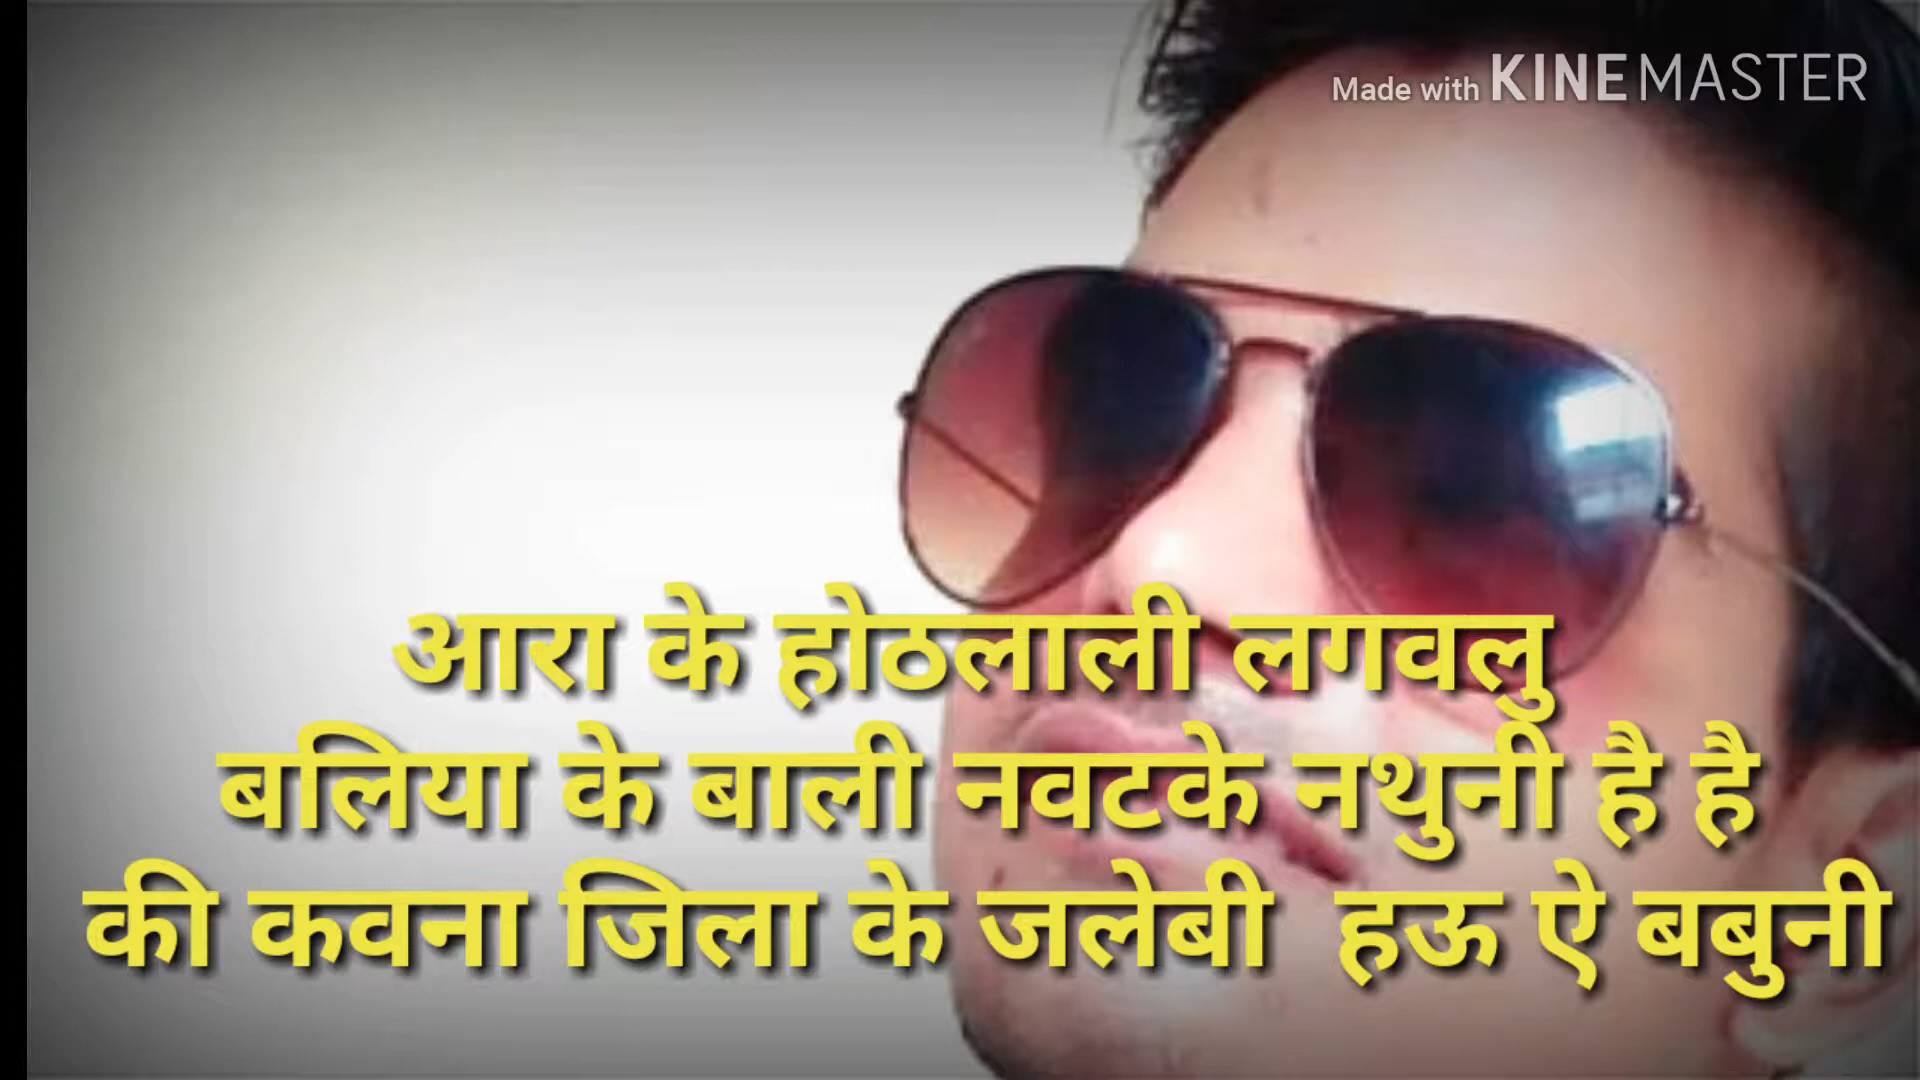 Made with KINEMASTER
आरा के होठलाली लगवलु
बलिया के बाली नवटके नथुनी है है
की कवना जिला के जलेबी हऊ ऐ बबुनी